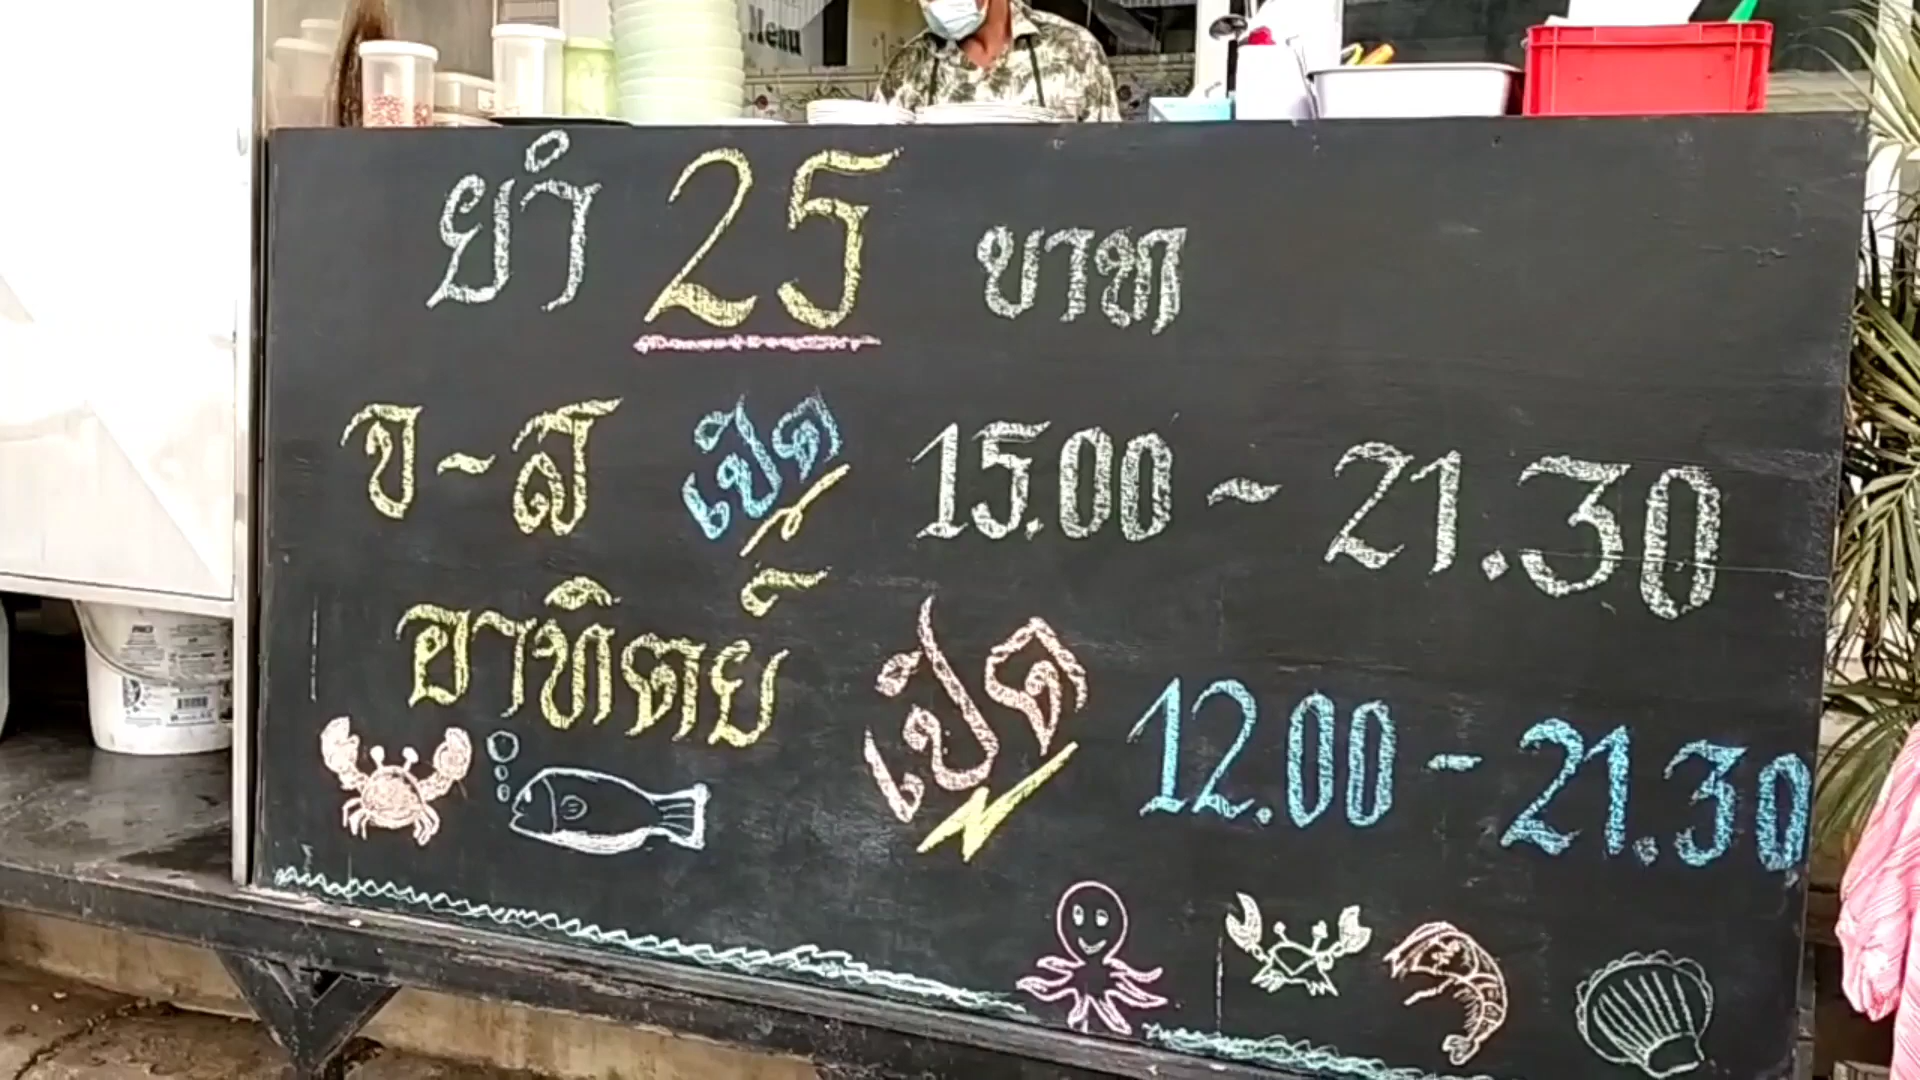 Menu
ยำ 25 บาท
จ - ส เปิด 15.00 - 21.30
อาทิตย์ เปิด 12.00 - 21.30